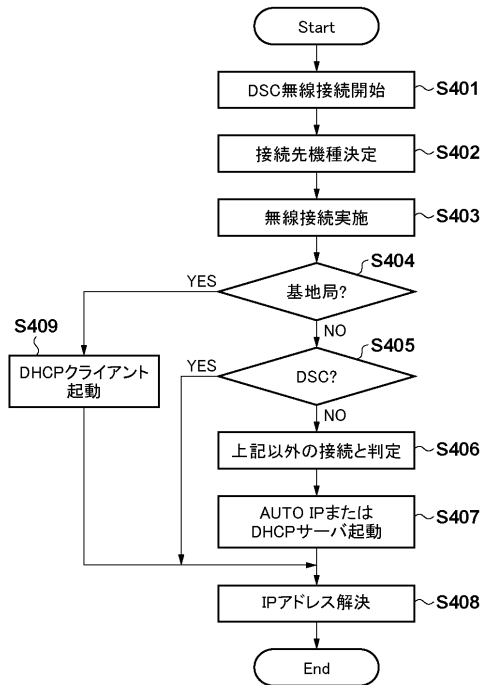 Start
DSC無線接続開始
S401
接続先機種決定
S402
無線接続実施
S403
S404
YES
基地局?
NO
S409
S405
DHCPクライアント
起動
YES
DSC?
NO
上記以外の接続と判定
S406
AUTO IPまたは
DHCPサーバ起動
S407
IPアドレス解決
S408
End